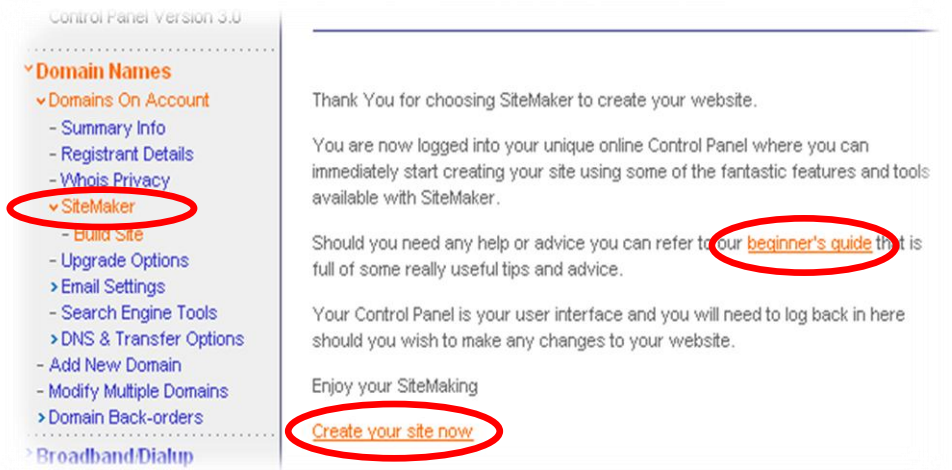 Control Panel Version 3.0
Domain Names
Domains On Account
- Summary Info
- Registrant Details
- Whois Privacy
SiteMaker
- Build Site
- Upgrade Options
Email Settings
- Search Engine Tools
DNS & Transfer Options
- Add New Domain
- Modify Multiple Domains
Domain Back-orders
Broadband/Dialup
Thank You for choosing SiteMaker to create your website.
You are now logged into your unique online Control Panel where you can
immediately start creating your site using some of the fantastic features and tools
available with SiteMaker.
Should you need any help or advice you can refer to our beginner's guide that is
full of some really useful tips and advice.
Your Control Panel is your user interface and you will need to log back in here
should you wish to make any changes to your website.
Enjoy your SiteMaking
Create your site now